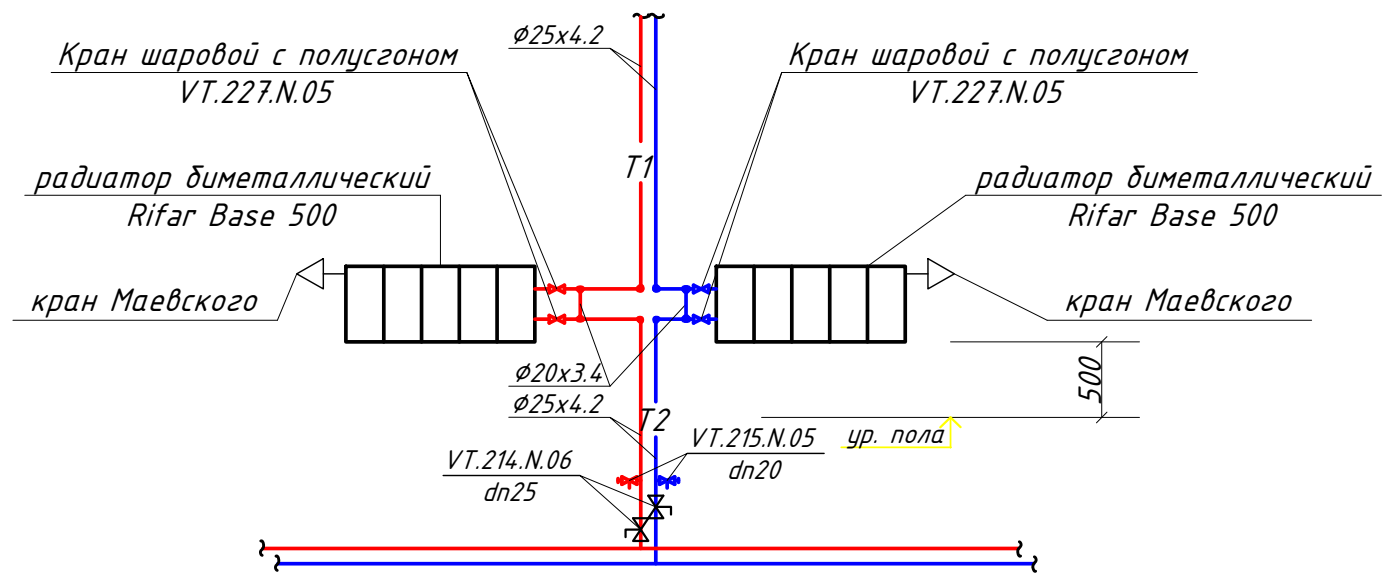 Ø25x4.2
Кран шаровой с полусгоном
VT.227.N.05
Кран шаровой с полусгоном
VT.227.N.05
T1
радиатор биметаллический
Rifar Base 500
радиатор биметаллический
Rifar Base 500
кран Маевского
кран Маевского
Ø20x3.4
500
Ø25x4.2
T2
ур. пола
VT.215.N.05
dn20
VT.214.N.06
dn25